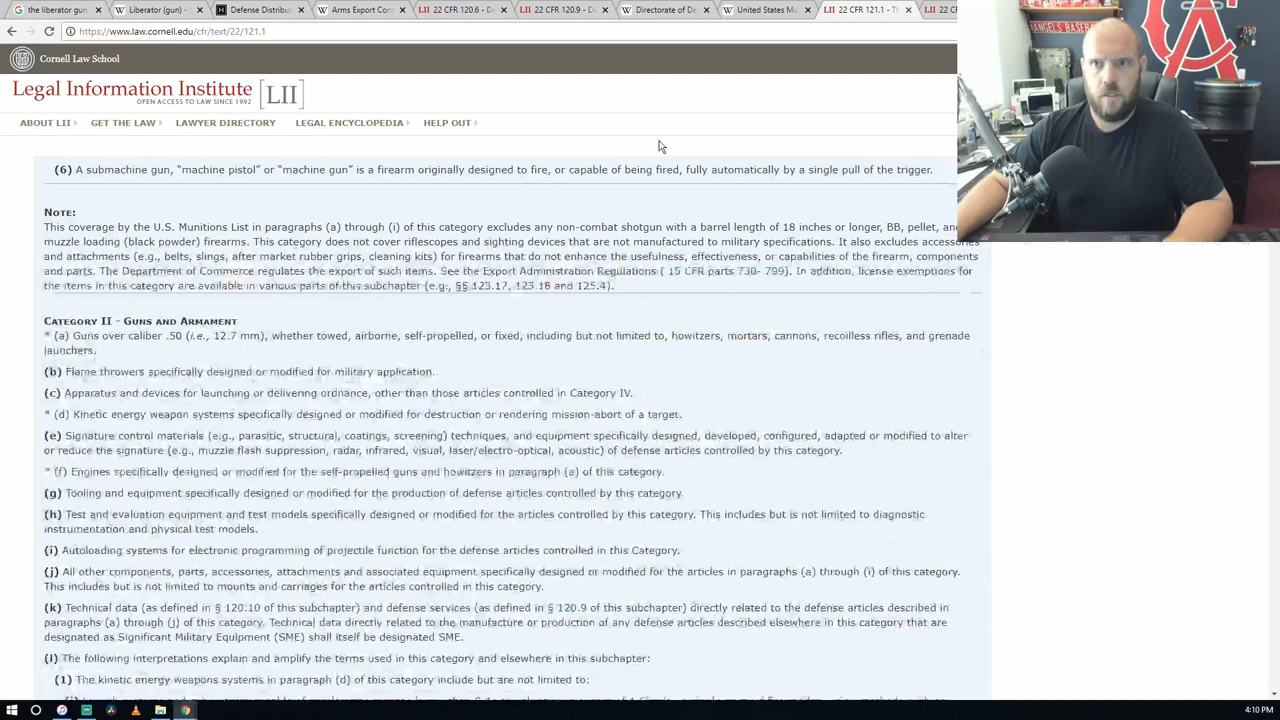 the liberator gun
Liberator (gun) -
Defense Distribut
Arms Export Con
LII 22 CFR 120.6 - De
LII 22 CFR 120.9 - De
Directorate of De
United States Mu
LII 22 CFR 121.1 - Th
LII 22 C
https://www.law.cornell.edu/cfr/text/22/121.1
Cornell Law School
Legal Information Institute [LII]
OPEN ACCESS TO LAW SINCE 1992
ABOUT LII GET THE LAW LAWYER DIRECTORY LEGAL ENCYCLOPEDIA HELP OUT
ANGELS BASEBA
(6) A submachine gun, “machine pistol” or “machine gun” is a firearm originally designed to fire, or capable of being fired, fully automatically by a single pull of the trigger.
NOTE:
This coverage by the U.S. Munitions List in paragraphs (a) through (i) of this category excludes any non-combat shotgun with a barrel length of 18 inches or longer, BB, pellet, and
muzzle loading (black powder) firearms. This category does not cover riflescopes and sighting devices that are not manufactured to military specifications. It also excludes accessories
and attachments (e.g., belts, slings, after market rubber grips, cleaning kits) for firearms that do not enhance the usefulness, effectiveness, or capabilities of the firearm, components
and parts. The Department of Commerce regulates the export of such items. See the Export Administration Regulations ( 15 CFR parts 730- 799). In addition, license exemptions for
the items in this category are available in various parts of this subchapter (e.g., §§ 123.17, 123.18 and 125.4).
CATEGORY II - GUNS AND ARMAMENT
* (a) Guns over caliber .50 (i.e., 12.7 mm), whether towed, airborne, self-propelled, or fixed, including but not limited to, howitzers, mortars, cannons, recoilless rifles, and grenade
launchers.
(b) Flame throwers specifically designed or modified for military application.
(c) Apparatus and devices for launching or delivering ordnance, other than those articles controlled in Category IV.
* (d) Kinetic energy weapon systems specifically designed or modified for destruction or rendering mission-abort of a target.
(e) Signature control materials (e.g., parasitic, structural, coatings, screening) techniques, and equipment specifically designed, developed, configured, adapted or modified to alter
or reduce the signature (e.g., muzzle flash suppression, radar, infrared, visual, laser/electro-optical, acoustic) of defense articles controlled by this category.
* (f) Engines specifically designed or modified for the self-propelled guns and howitzers in paragraph (a) of this category.
(g) Tooling and equipment specifically designed or modified for the production of defense articles controlled by this category.
(h) Test and evaluation equipment and test models specifically designed or modified for the articles controlled by this category. This includes but is not limited to diagnostic
instrumentation and physical test models.
(i) Autoloading systems for electronic programming of projectile function for the defense articles controlled in this Category.
(j) All other components, parts, accessories, attachments and associated equipment specifically designed or modified for the articles in paragraphs (a) through (i) of this category.
This includes but is not limited to mounts and carriages for the articles controlled in this category.
(k) Technical data (as defined in § 120.10 of this subchapter) and defense services (as defined in § 120.9 of this subchapter) directly related to the defense articles described in
paragraphs (a) through (j) of this category. Technical data directly related to the manufacture or production of any defense articles described elsewhere in this category that are
designated as Significant Military Equipment (SME) shall itself be designated SME.
(l) The following interpretations explain and amplify the terms used in this category and elsewhere in this subchapter:
(1) The kinetic energy weapons systems in paragraph (d) of this category include but are not limited to:
4:10 PM